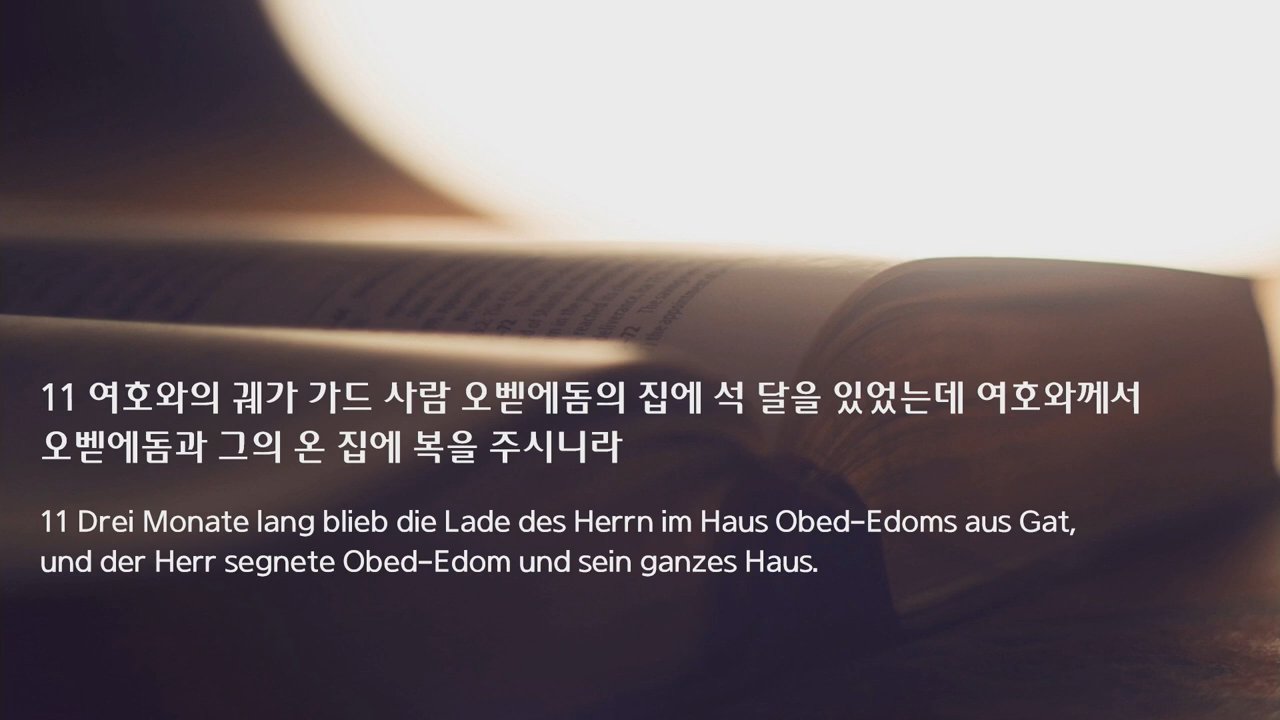 11 여호와의 궤가 가드 사람 오벧에돔의 집에 석 달을 있었는데 여호와께서
오벧에돔과 그의 온 집에 복을 주시니라
11 Drei Monate lang blieb die Lade des Herrn im Haus Obed-Edoms aus Gat,
und der Herr segnete Obed-Edom und sein ganzes Haus.